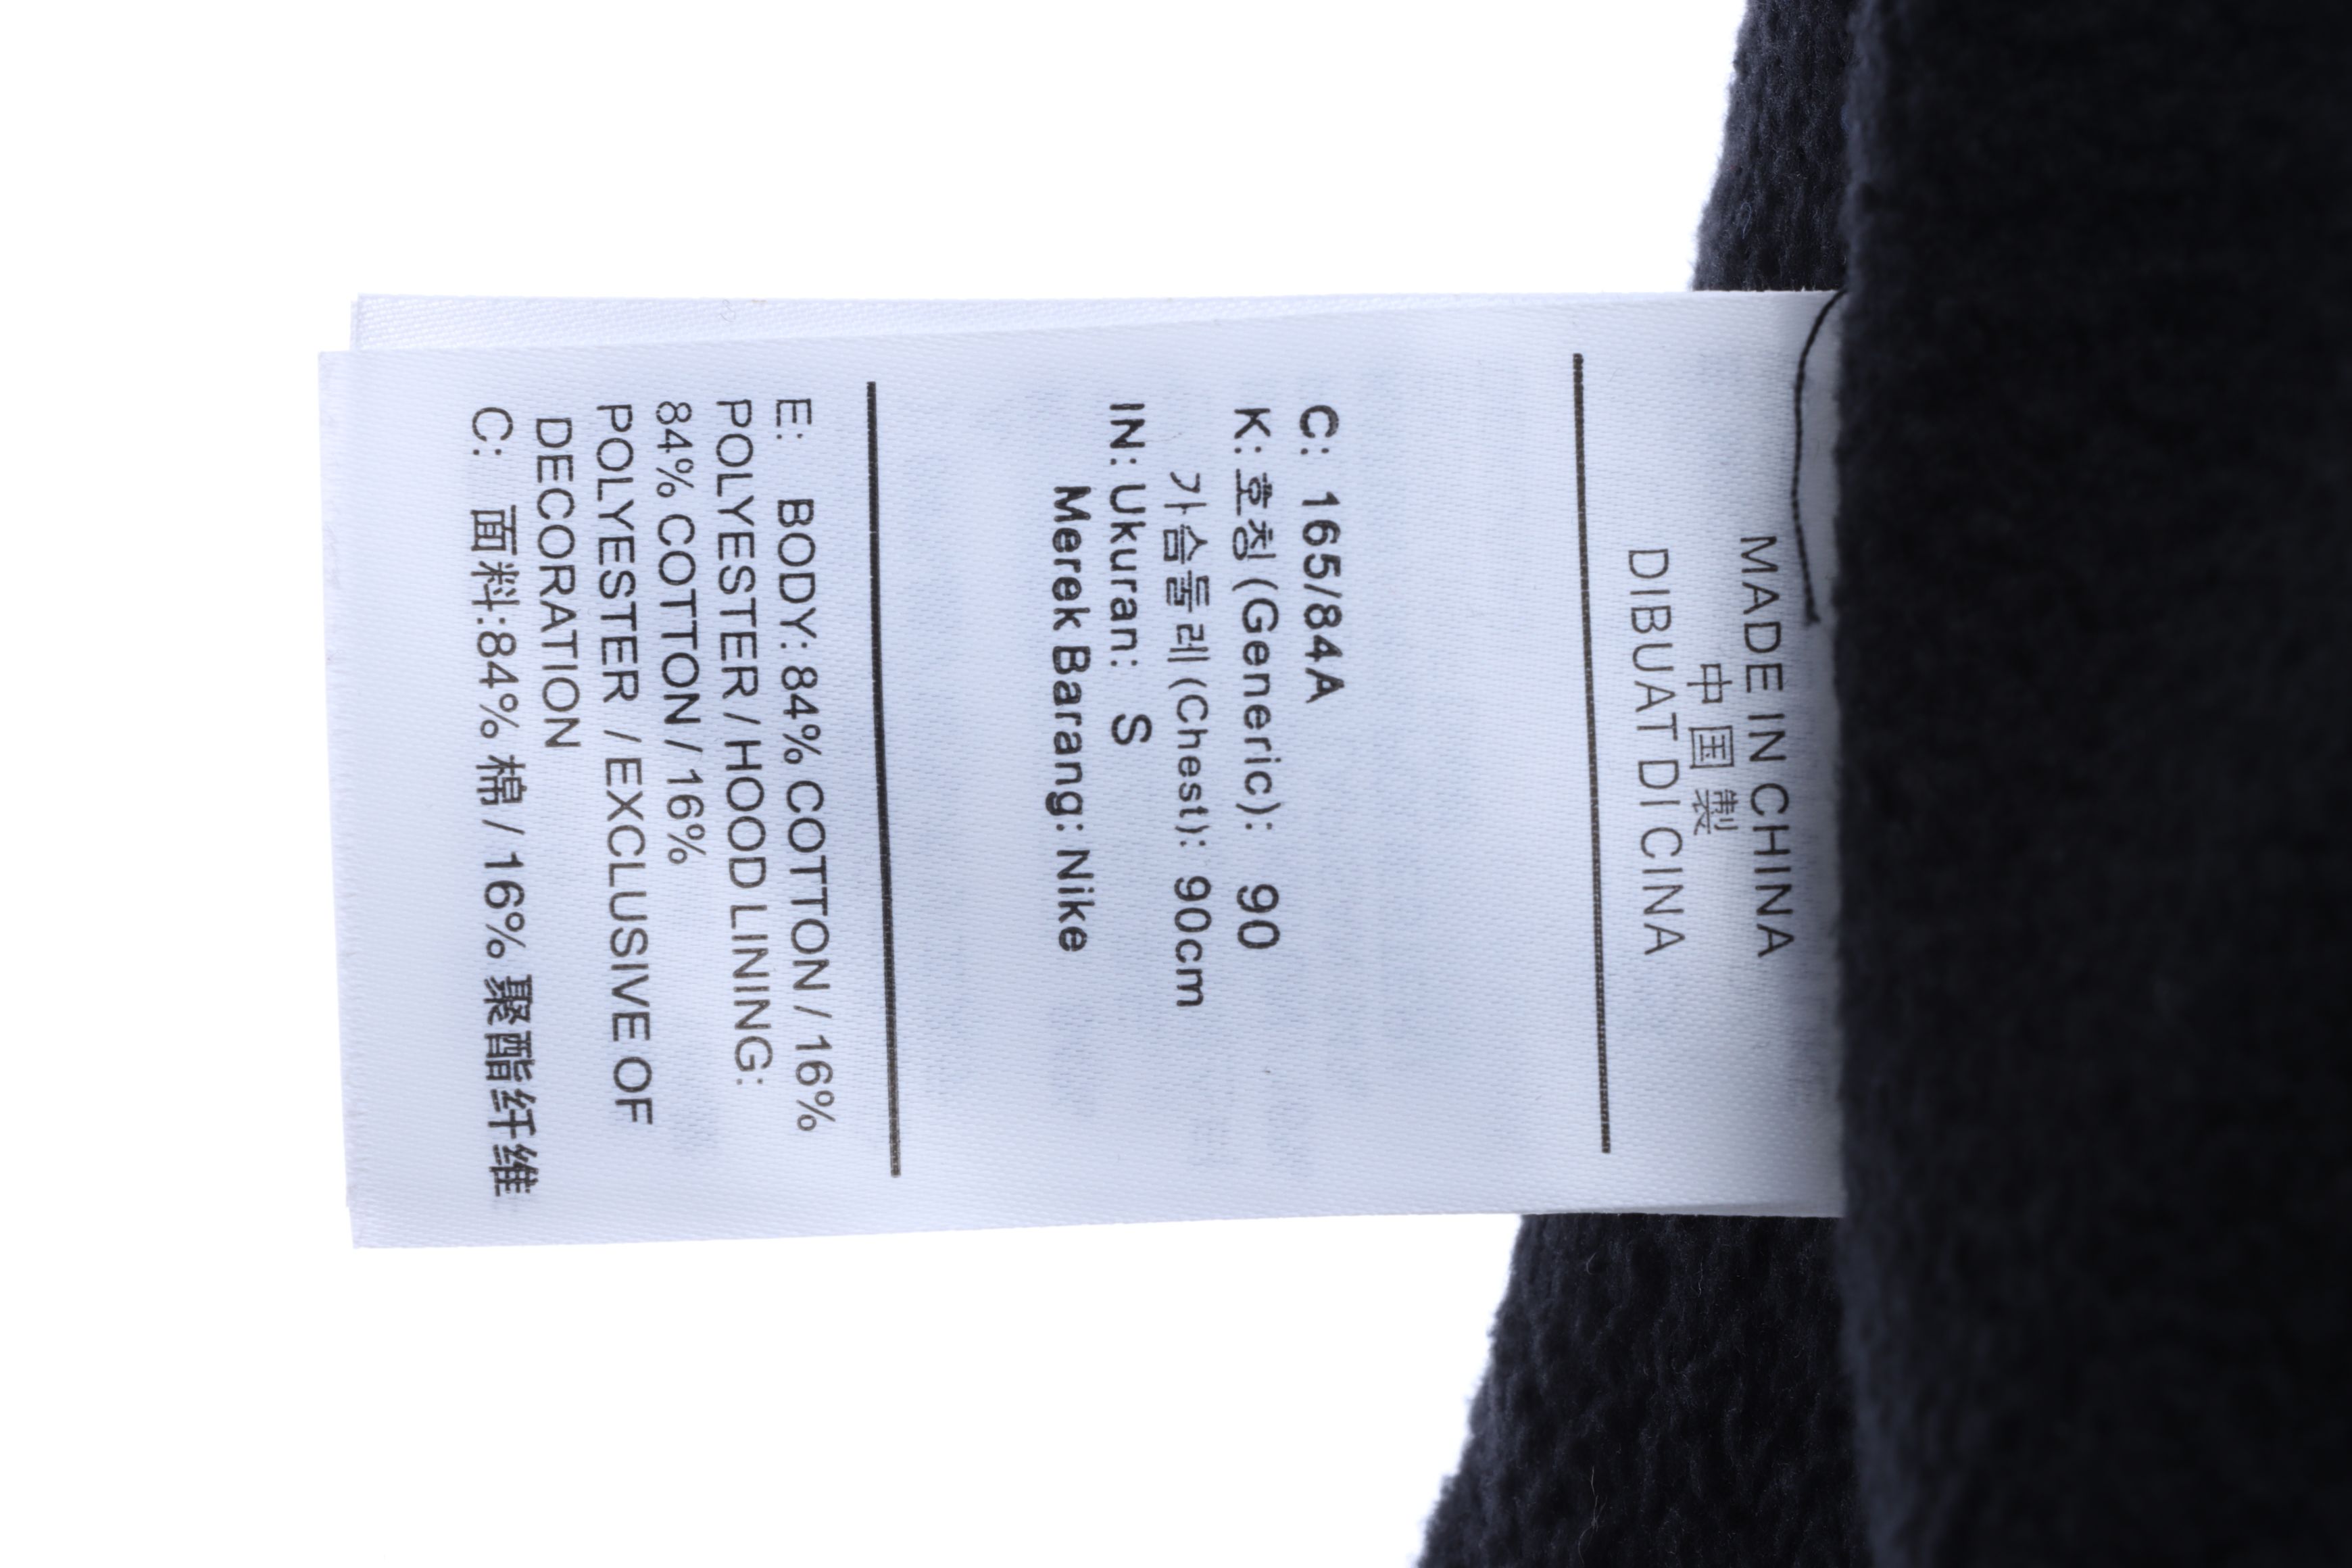 MADE IN CHINA
中国製
DIBUAT DI CINA
C: 165/84A
K: 호칭 (Generic): 90
가슴둘레 (Chest): 90cm
IN: Ukuran: S
Merek Barang: Nike
E: BODY: 84% COTTON / 16%
POLYESTER / HOOD LINING:
84% COTTON / 16%
POLYESTER / EXCLUSIVE OF
DECORATION
C: 面料:84% 棉 / 16% 聚酯纤维